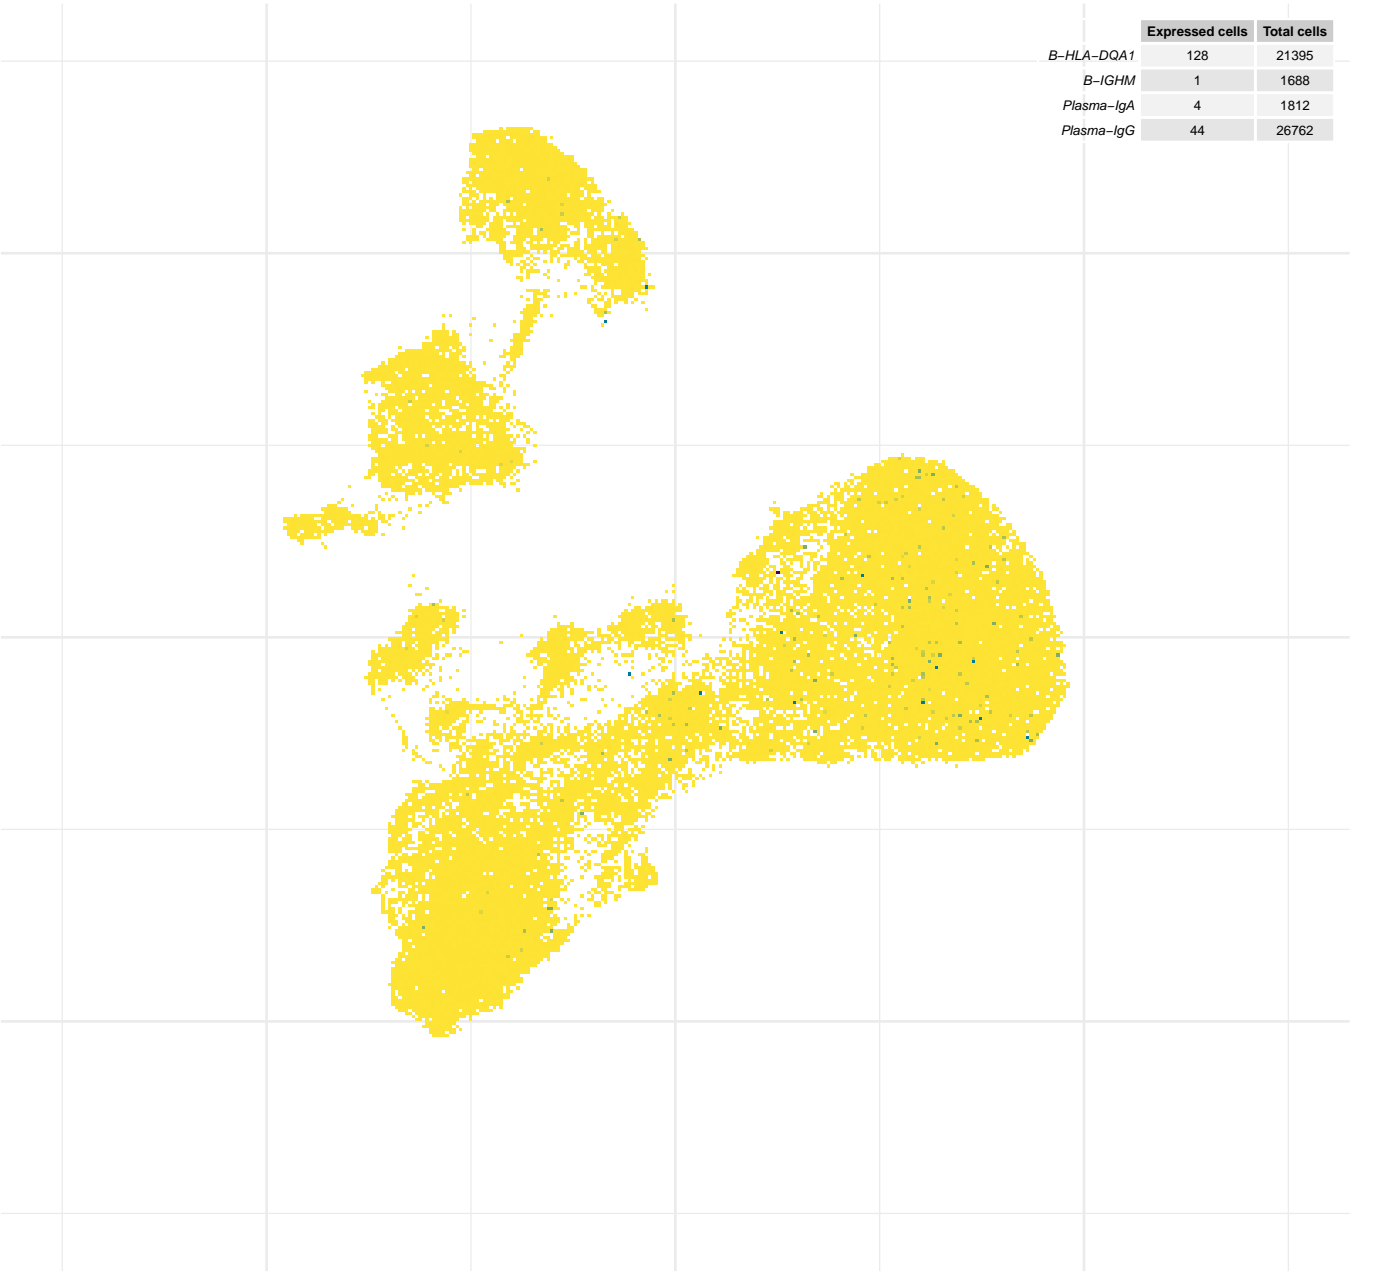 Expressed cells Total cells
B−HLA−DQA1 128 21395
B−IGHM 1 1688
Plasma−IgA 4 1812
Plasma−IgG 44 26762